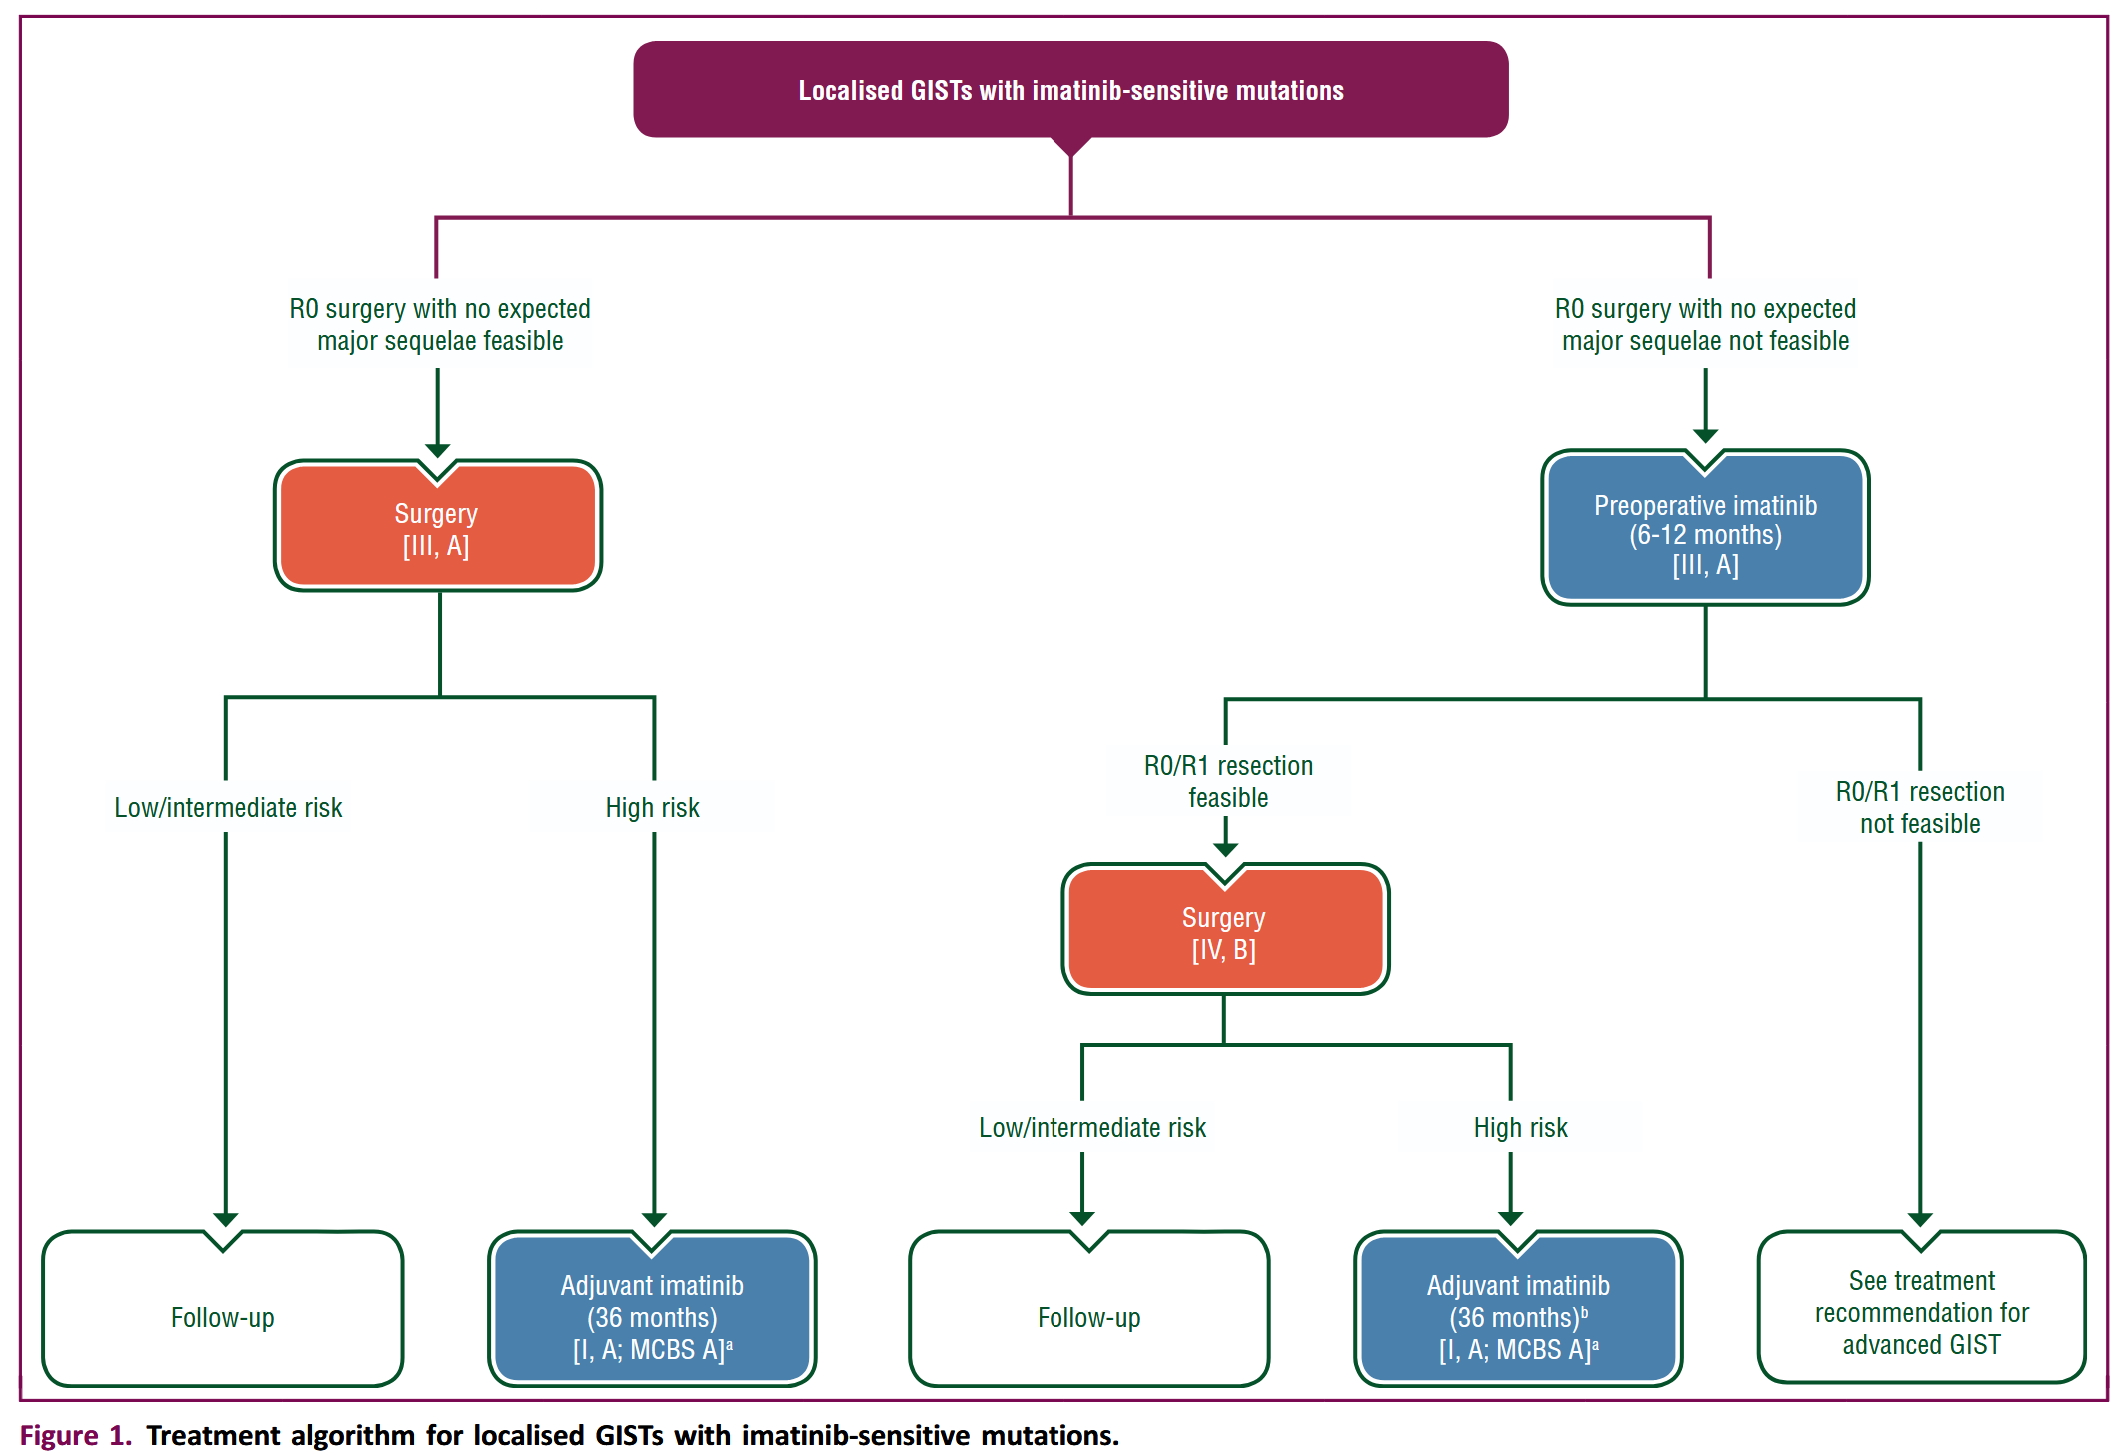 Localised GISTs with imatinib-sensitive mutations
R0 surgery with no expected
major sequelae feasible
R0 surgery with no expected
major sequelae not feasible
Surgery
[III, A]
Preoperative imatinib
(6-12 months)
[III, A]
R0/R1 resection
feasible
R0/R1 resection
not feasible
Low/intermediate risk
High risk
Surgery
[IV, B]
Low/intermediate risk
High risk
Follow-up
Adjuvant imatinib
(36 months)
[I, A; MCBS A]ᵃ
Follow-up
Adjuvant imatinib
(36 months)ᵇ
[I, A; MCBS A]ᵃ
See treatment
recommendation for
advanced GIST
Figure 1. Treatment algorithm for localised GISTs with imatinib-sensitive mutations.